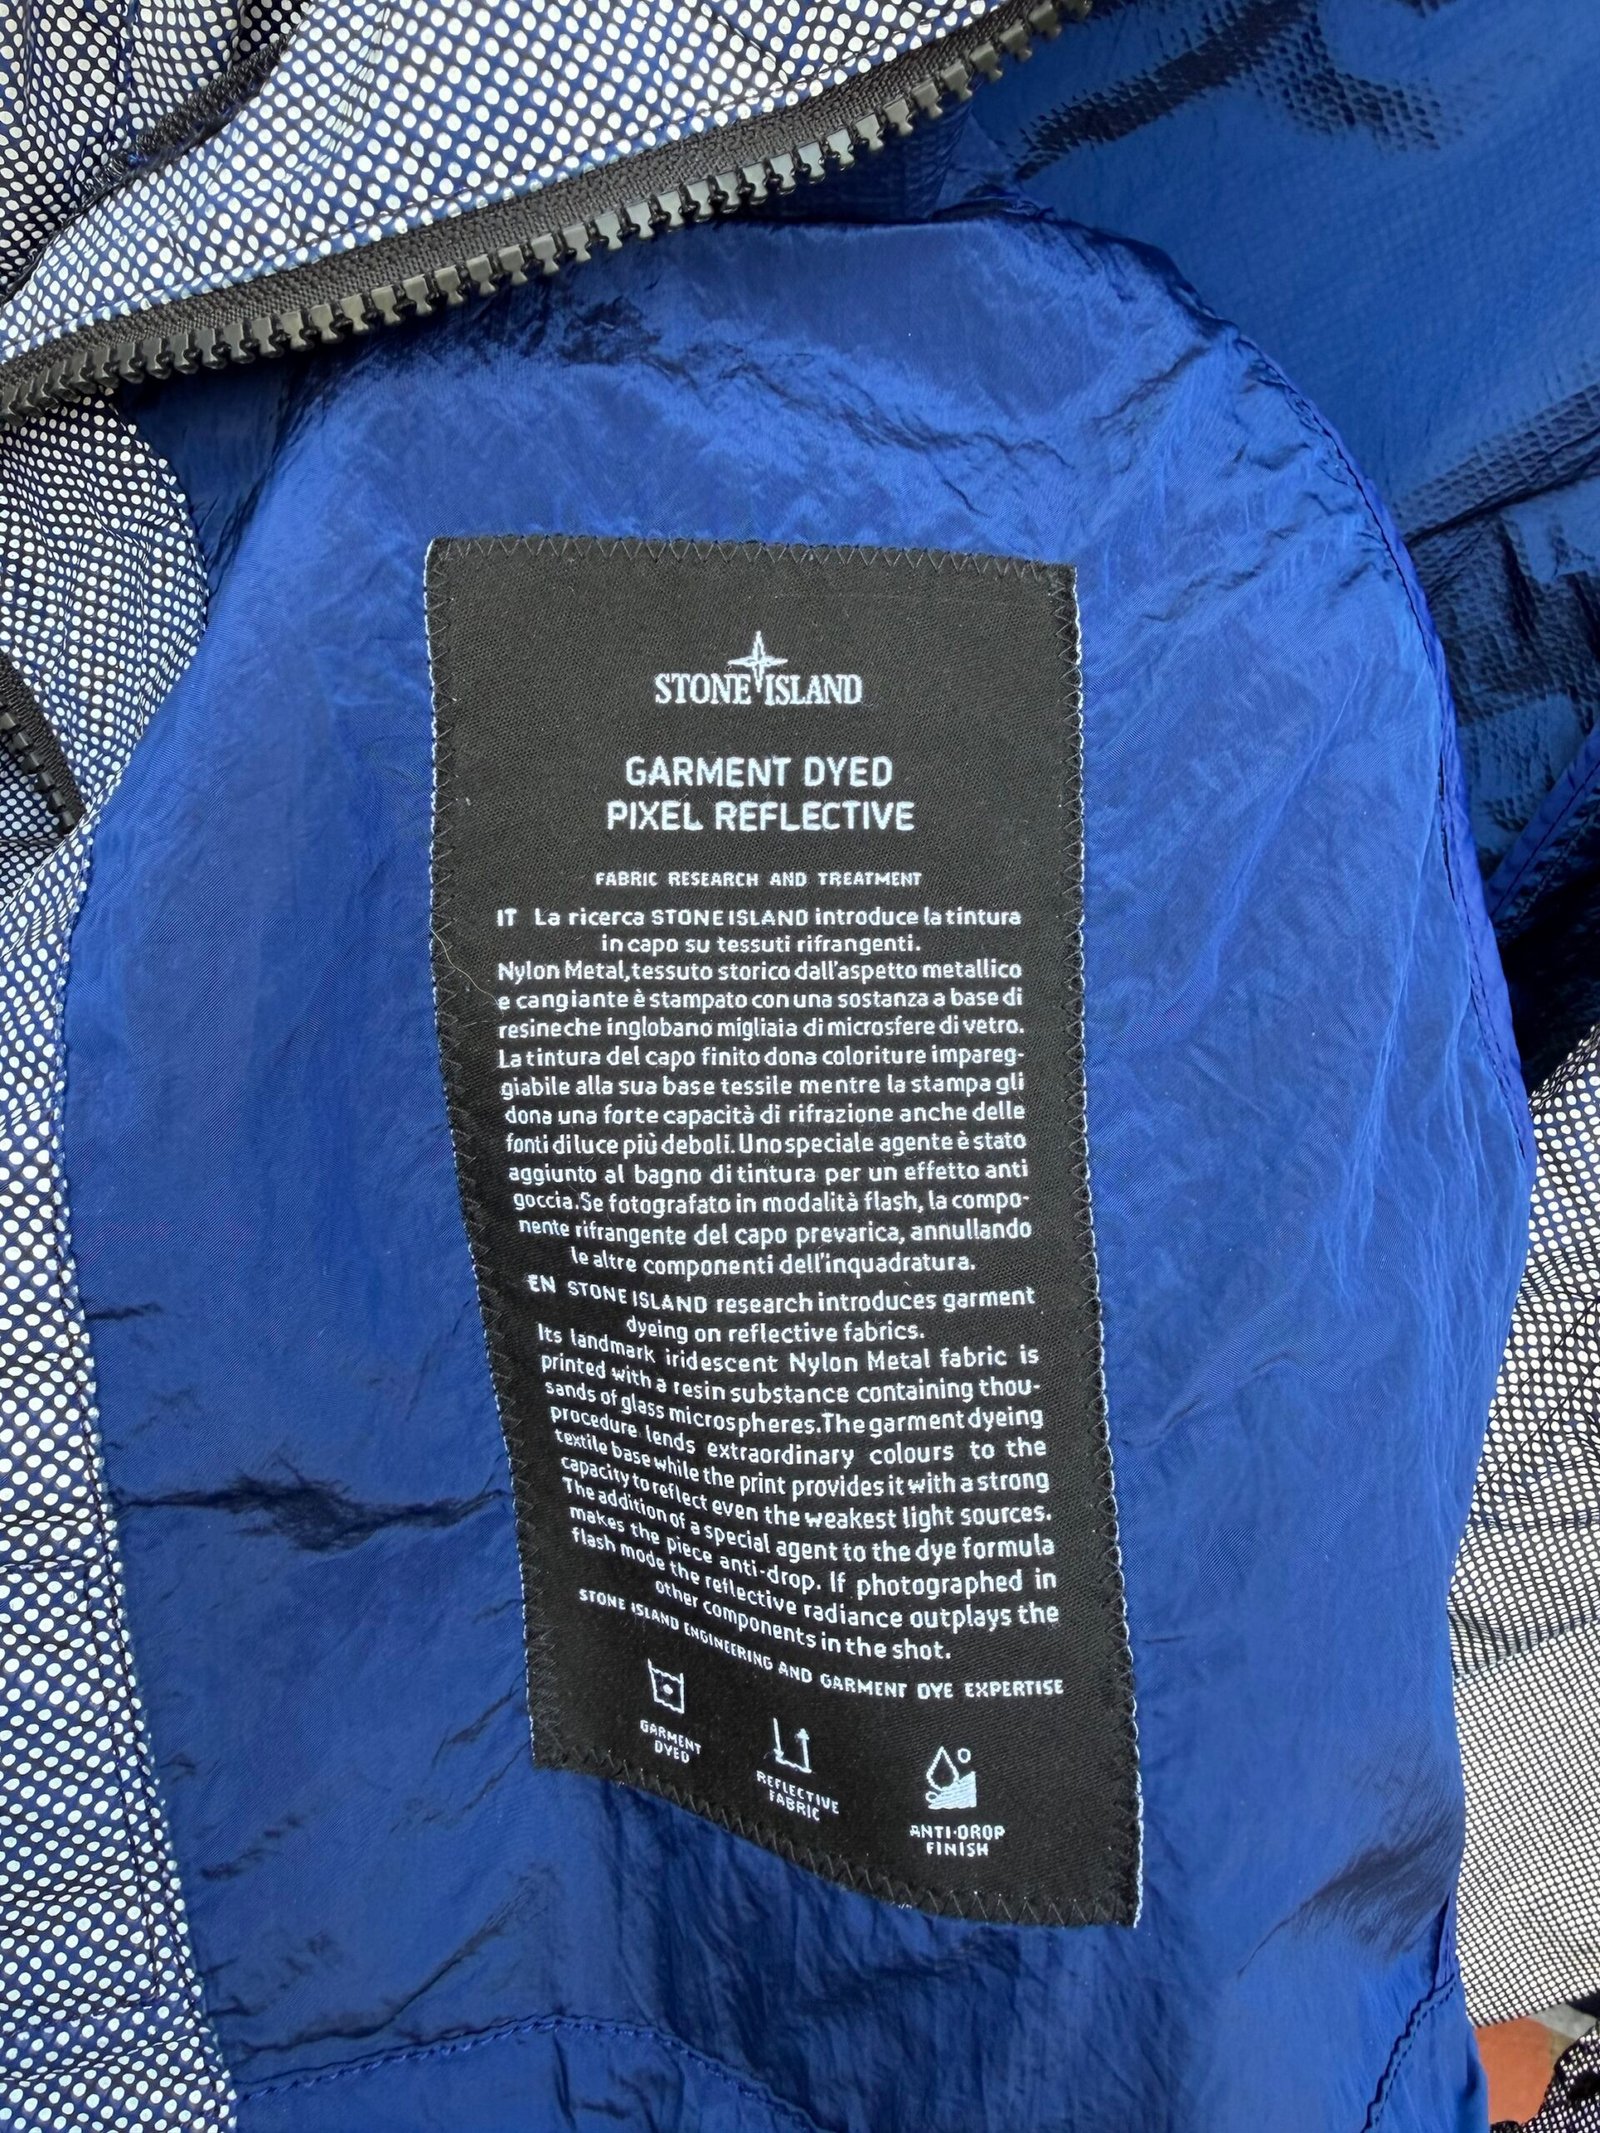 STONE ISLAND
GARMENT DYED
PIXEL REFLECTIVE
FABRIC RESEARCH AND TREATMENT
IT La ricerca STONE ISLAND introduce la tintura
in capo su tessuti rifrangenti.
Nylon Metal, tessuto storico dall'aspetto metallico
e cangiante è stampato con una sostanza a base di
resine che inglobano migliaia di microsfere di vetro.
La tintura del capo finito dona coloriture impareg-
giabile alla sua base tessile mentre la stampa gli
dona una forte capacità di rifrazione anche delle
fonti di luce più deboli. Uno speciale agente è stato
aggiunto al bagno di tintura per un effetto anti
goccia. Se fotografato in modalità flash, la compo-
nente rifrangente del capo prevarica, annullando
le altre componenti dell'inquadratura.
EN STONE ISLAND research introduces garment
dyeing on reflective fabrics.
Its landmark iridescent Nylon Metal fabric is
printed with a resin substance containing thou-
sands of glass microspheres. The garment dyeing
procedure lends extraordinary colours to the
textile base while the print provides it with a strong
capacity to reflect even the weakest light sources.
The addition of a special agent to the dye formula
makes the piece anti-drop. If photographed in
flash mode the reflective radiance outplays the
other components in the shot.
STONE ISLAND ENGINEERING AND GARMENT DYE EXPERTISE
GARMENT
DYED
REFLECTIVE
FABRIC
ANTI-DROP
FINISH